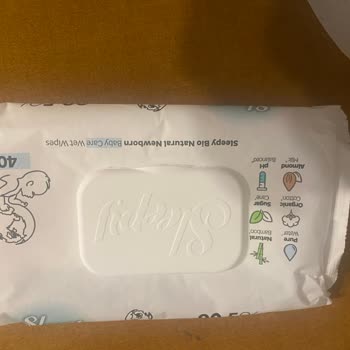 Sleepy
Pure
Water*
Natural
Bamboo*
Organic
Cotton*
Sugar
Cane*
Almond
Milk*
pH
Balanced*
40
Sleepy Bio Natural Newborn Baby Care Wet Wipes